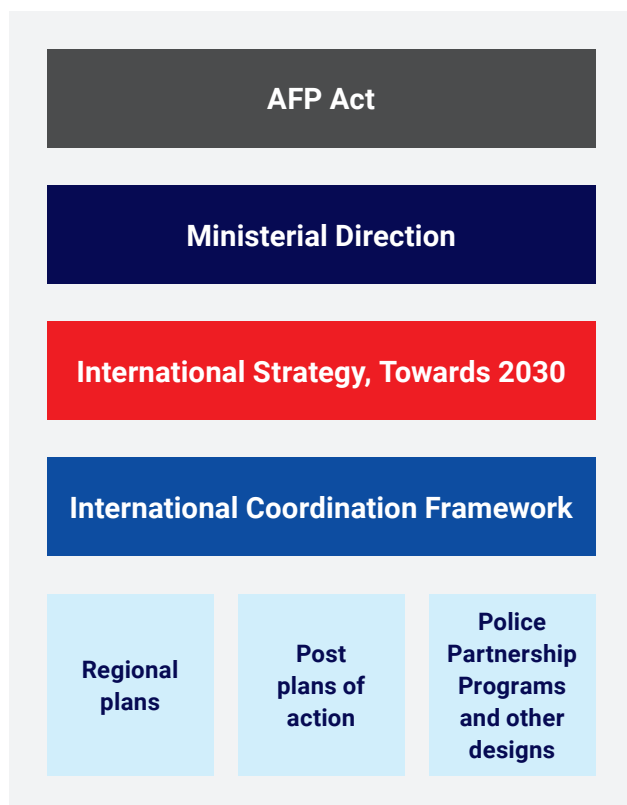 AFP Act
Ministerial Direction
International Strategy, Towards 2030
International Coordination Framework
Regional
plans
Post
plans of
action
Police
Partnership
Programs
and other
designs